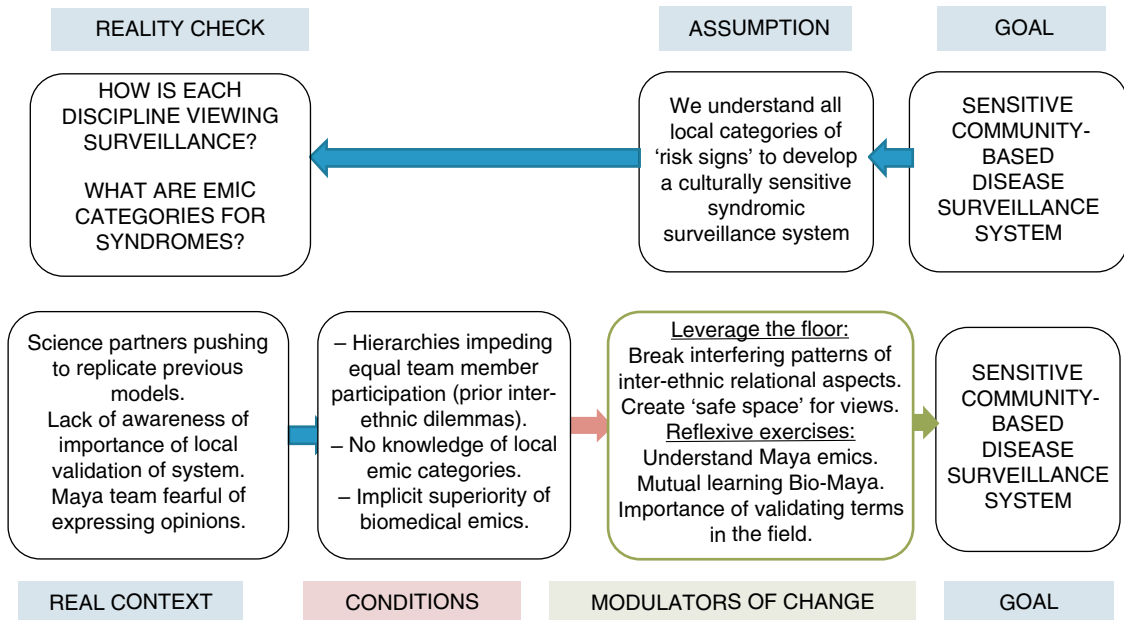 REALITY CHECK
ASSUMPTION
GOAL
HOW IS EACH
DISCIPLINE VIEWING
SURVEILLANCE?
WHAT ARE EMIC
CATEGORIES FOR
SYNDROMES?
We understand all
local categories of
‘risk signs’ to develop
a culturally sensitive
syndromic
surveillance system
SENSITIVE
COMMUNITY-
BASED
DISEASE
SURVEILLANCE
SYSTEM
Science partners pushing
to replicate previous
models.
Lack of awareness of
importance of local
validation of system.
Maya team fearful of
expressing opinions.
– Hierarchies impeding
equal team member
participation (prior inter-
ethnic dilemmas).
– No knowledge of local
emic categories.
– Implicit superiority of
biomedical emics.
Leverage the floor:
Break interfering patterns of
inter-ethnic relational aspects.
Create ‘safe space’ for views.
Reflexive exercises:
Understand Maya emics.
Mutual learning Bio-Maya.
Importance of validating terms
in the field.
SENSITIVE
COMMUNITY-
BASED
DISEASE
SURVEILLANCE
SYSTEM
REAL CONTEXT
CONDITIONS
MODULATORS OF CHANGE
GOAL